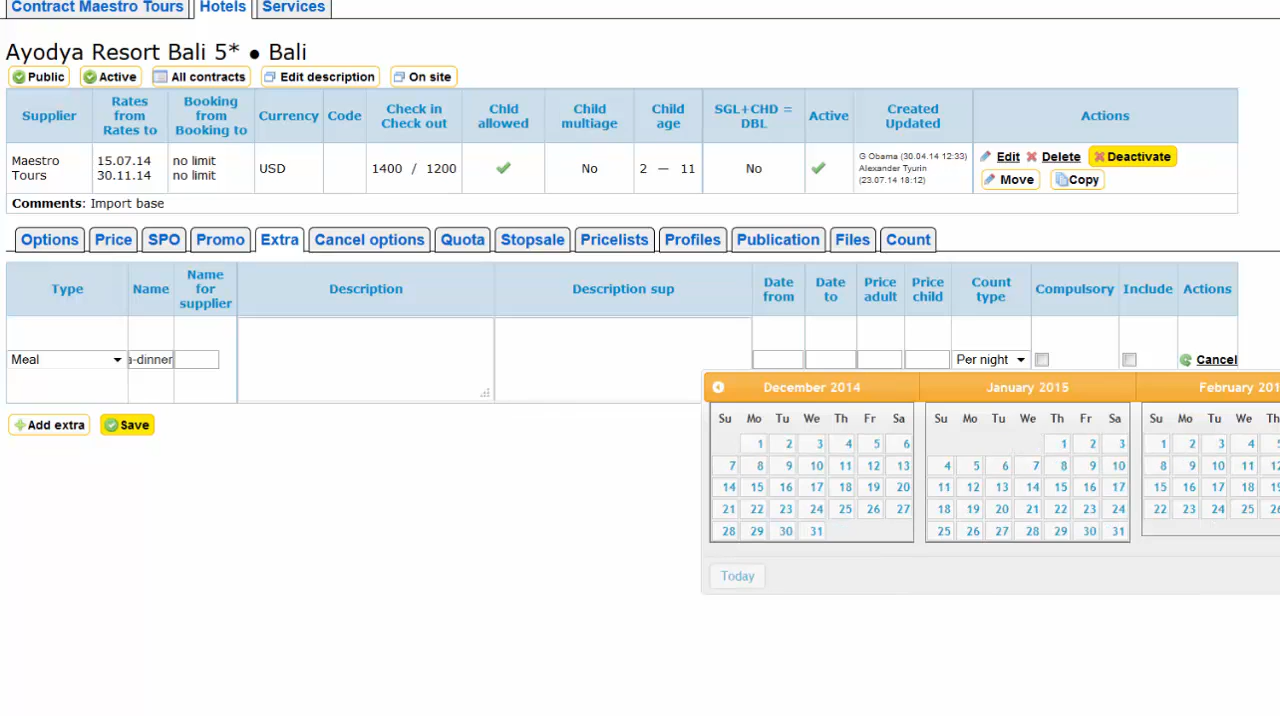 Contract Maestro Tours Hotels Services
Ayodya Resort Bali 5* ● Bali
Public Active All contracts Edit description On site
Supplier Rates from Rates to Booking from Booking to Currency Code Check in Check out Chld allowed Child multiage Child age SGL+CHD = DBL Active Created Updated Actions
Maestro Tours 15.07.14 30.11.14 no limit no limit USD 1400 / 1200 No 2 — 11 No G Obama (30.04.14 12:33) Alexander Tyurin (23.07.14 18:12) Edit Delete Deactivate Move Copy
Comments: Import base
Options Price SPO Promo Extra Cancel options Quota Stopsale Pricelists Profiles Publication Files Count
Type Name Name for supplier Description Description sup Date from Date to Price adult Price child Count type Compulsory Include Actions
Meal a-dinner Per night Cancel
Add extra Save
December 2014 January 2015 February 201
Su Mo Tu We Th Fr Sa Su Mo Tu We Th Fr Sa Su Mo Tu We Th
1 2 3 4 5 6 1 2 3 1 2 3 4 5
7 8 9 10 11 12 13 4 5 6 7 8 9 10 8 9 10 11 12
14 15 16 17 18 19 20 11 12 13 14 15 16 17 15 16 17 18 19
21 22 23 24 25 26 27 18 19 20 21 22 23 24 22 23 24 25 26
28 29 30 31 25 26 27 28 29 30 31
Today